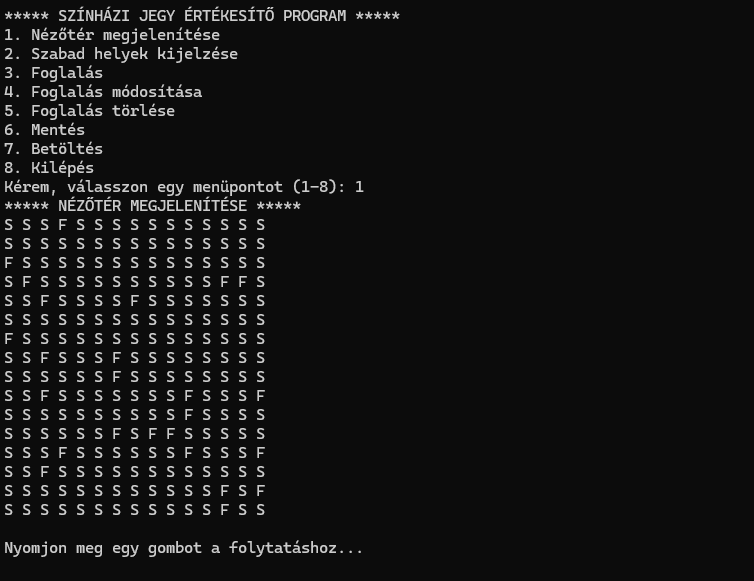 ***** SZÍNHÁZI JEGY ÉRTÉKESÍTŐ PROGRAM *****
1. Nézőtér megjelenítése
2. Szabad helyek kijelzése
3. Foglalás
4. Foglalás módosítása
5. Foglalás törlése
6. Mentés
7. Betöltés
8. Kilépés
Kérem, válasszon egy menüpontot (1-8): 1
***** NÉZŐTÉR MEGJELENÍTÉSE *****
S S S F S S S S S S S S S S S
S S S S S S S S S S S S S S S
F S S S S S S S S S S S S S S
S F S S S S S S S S S S F F S
S S F S S S S F S S S S S S S
S S S S S S S S S S S S S S S
F S S S S S S S S S S S S S S
S S F S S S F S S S S S S S S
S S S S S S F S S S S S S S S
S S F S S S S S S S F S S S F
S S S S S S S S S S F S S S S
S S S S S S F S F F S S S S S
S S S F S S S S S S F S S S F
S S F S S S S S S S S S S S S
S S S S S S S S S S S S F S F
S S S S S S S S S S S S F S S
Nyomjon meg egy gombot a folytatáshoz...